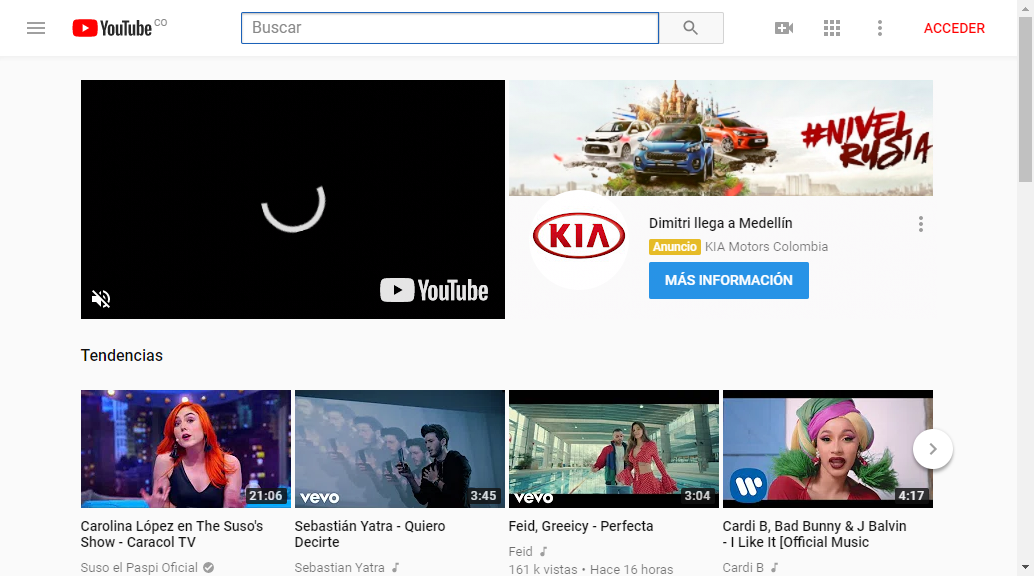 YouTube CO
Buscar
ACCEDER
#NIVEL
RUSIA
KIA
Dimitri llega a Medellín
Anuncio KIA Motors Colombia
MÁS INFORMACIÓN
YouTube
Tendencias
21:06
vevo 3:45
vevo 3:04
W 4:17
Carolina López en The Suso's
Show - Caracol TV
Suso el Paspi Oficial
Sebastián Yatra - Quiero
Decirte
Sebastian Yatra
Feid, Greeicy - Perfecta
Feid
161 k vistas • Hace 16 horas
Cardi B, Bad Bunny & J Balvin
- I Like It [Official Music
Cardi B